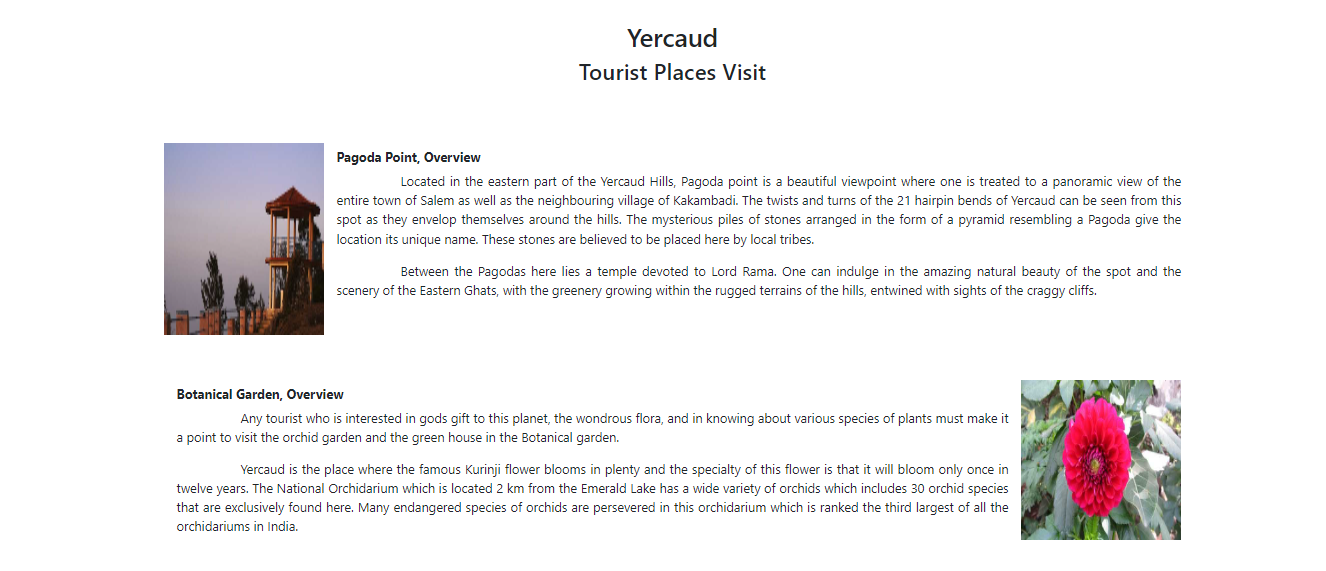 Yercaud
Tourist Places Visit
Pagoda Point, Overview
Located in the eastern part of the Yercaud Hills, Pagoda point is a beautiful viewpoint where one is treated to a panoramic view of the
entire town of Salem as well as the neighbouring village of Kakambadi. The twists and turns of the 21 hairpin bends of Yercaud can be seen from this
spot as they envelop themselves around the hills. The mysterious piles of stones arranged in the form of a pyramid resembling a Pagoda give the
location its unique name. These stones are believed to be placed here by local tribes.
Between the Pagodas here lies a temple devoted to Lord Rama. One can indulge in the amazing natural beauty of the spot and the
scenery of the Eastern Ghats, with the greenery growing within the rugged terrains of the hills, entwined with sights of the craggy cliffs.
Botanical Garden, Overview
Any tourist who is interested in gods gift to this planet, the wondrous flora, and in knowing about various species of plants must make it
a point to visit the orchid garden and the green house in the Botanical garden.
Yercaud is the place where the famous Kurinji flower blooms in plenty and the specialty of this flower is that it will bloom only once in
twelve years. The National Orchidarium which is located 2 km from the Emerald Lake has a wide variety of orchids which includes 30 orchid species
that are exclusively found here. Many endangered species of orchids are persevered in this orchidarium which is ranked the third largest of all the
orchidariums in India.